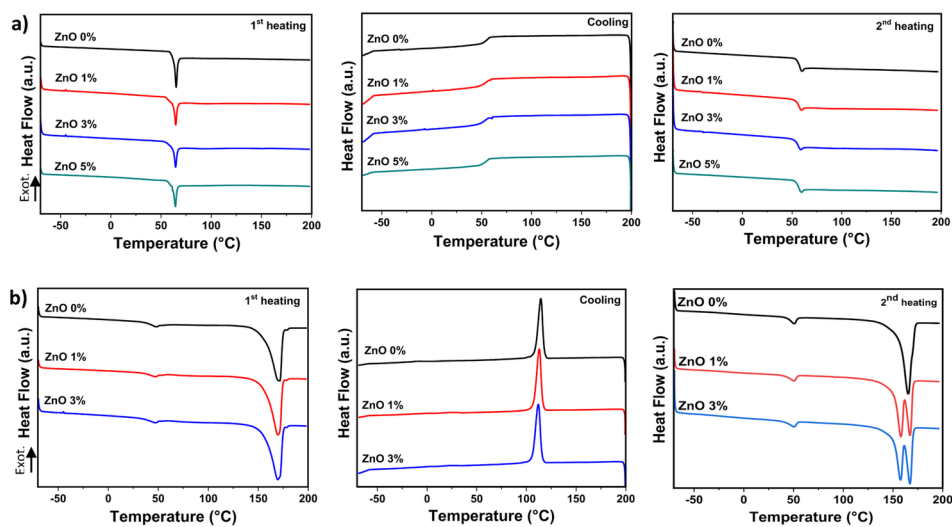 a)
1st heating
ZnO 0%
ZnO 1%
ZnO 3%
ZnO 5%
Exot.
Heat Flow (a.u.)
-50 0 50 100 150 200
Temperature (°C)
Cooling
ZnO 0%
ZnO 1%
ZnO 3%
ZnO 5%
Heat Flow (a.u.)
-50 0 50 100 150 200
Temperature (°C)
2nd heating
ZnO 0%
ZnO 1%
ZnO 3%
ZnO 5%
Heat Flow (a.u.)
-50 0 50 100 150 200
Temperature (°C)
b)
1st heating
ZnO 0%
ZnO 1%
ZnO 3%
Exot.
Heat Flow (a.u.)
-50 0 50 100 150 200
Temperature (°C)
Cooling
ZnO 0%
ZnO 1%
ZnO 3%
Heat Flow (a.u.)
-50 0 50 100 150 200
Temperature (°C)
2nd heating
ZnO 0%
ZnO 1%
ZnO 3%
Heat Flow (a.u.)
-50 0 50 100 150 200
Temperature (°C)